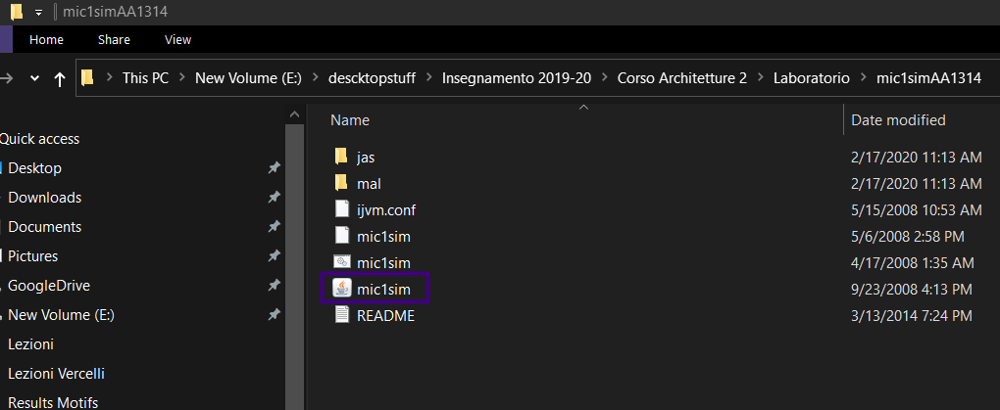 mic1simAA1314
Home Share View
This PC New Volume (E:) descktopstuff Insegnamento 2019-20 Corso Architetture 2 Laboratorio mic1simAA1314
Name Date modified
Quick access
Desktop
Downloads
Documents
Pictures
GoogleDrive
New Volume (E:)
Lezioni
Lezioni Vercelli
Results Motifs
jas 2/17/2020 11:13 AM
mal 2/17/2020 11:13 AM
ijvm.conf 5/15/2008 10:53 AM
mic1sim 5/6/2008 2:58 PM
mic1sim 4/17/2008 1:35 AM
mic1sim 9/23/2008 4:13 PM
README 3/13/2014 7:24 PM